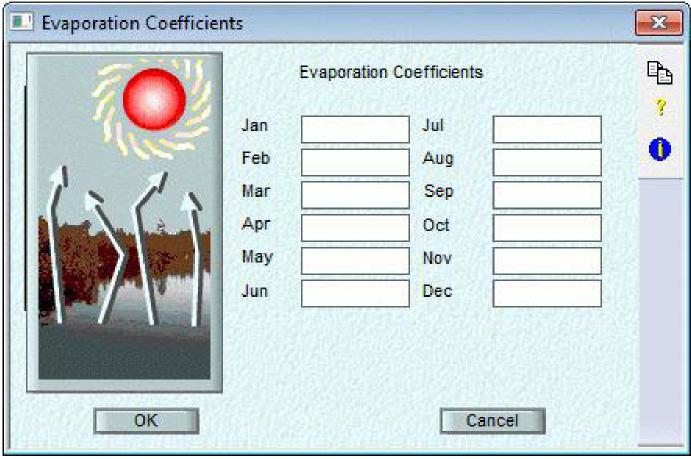 Evaporation Coefficients
Evaporation Coefficients
Jan Jul
Feb Aug
Mar Sep
Apr Oct
May Nov
Jun Dec
OK Cancel